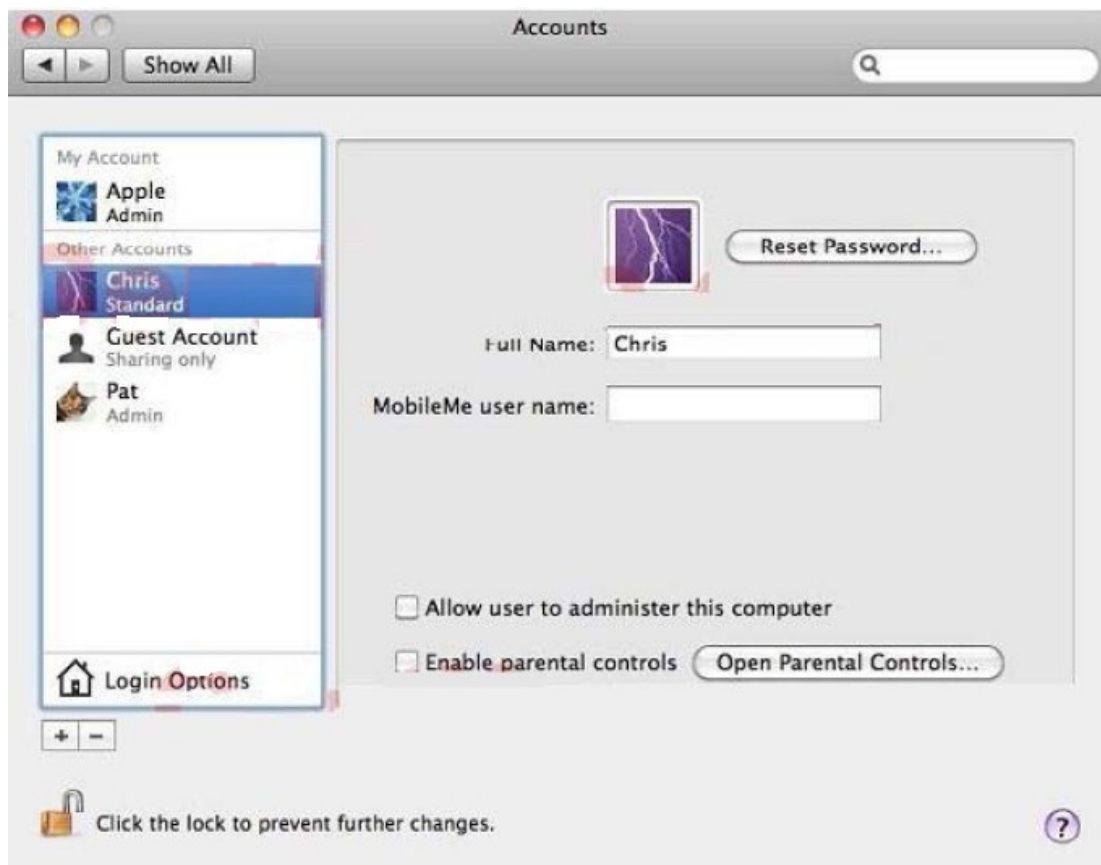 Accounts
Show All
My Account
Apple
Admin
Other Accounts
Chris
Standard
Guest Account
Sharing only
Pat
Admin
Login Options
+ -
Reset Password...
Full Name: Chris
MobileMe user name:
Allow user to administer this computer
Enable parental controls Open Parental Controls...
Click the lock to prevent further changes.
?